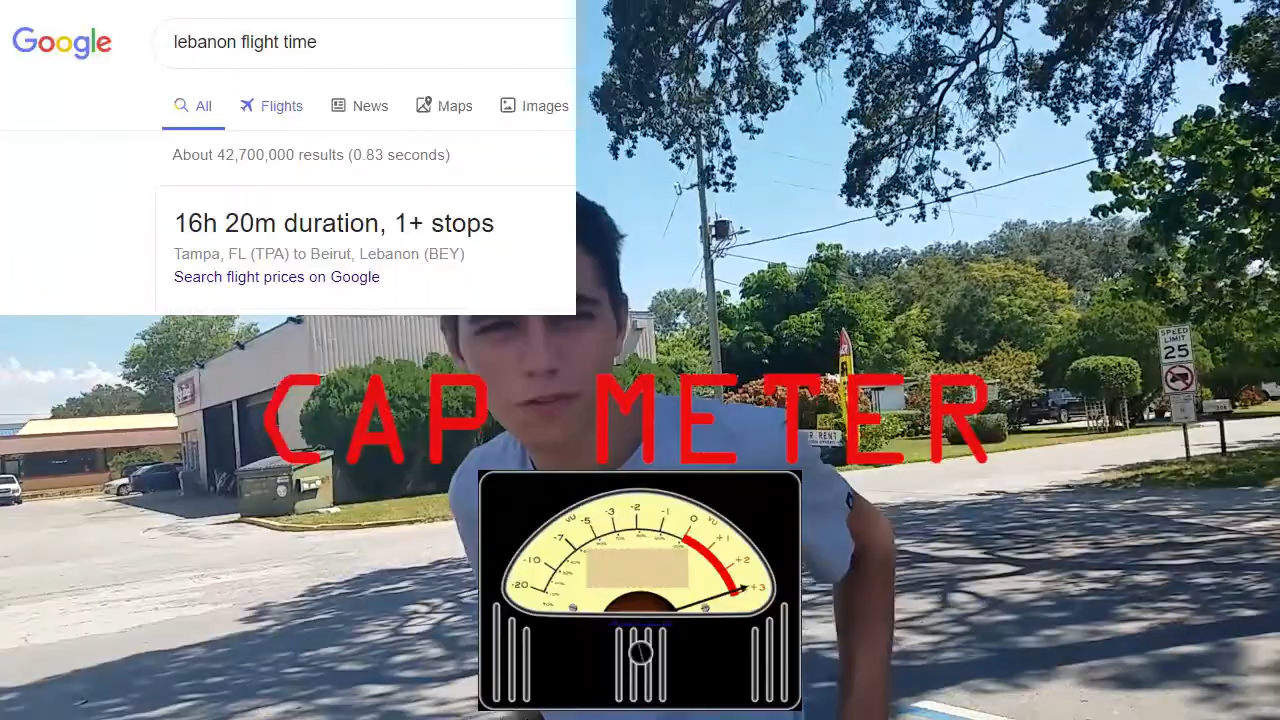 Google
lebanon flight time
All Flights News Maps Images
About 42,700,000 results (0.83 seconds)
16h 20m duration, 1+ stops
Tampa, FL (TPA) to Beirut, Lebanon (BEY)
Search flight prices on Google
SPEED
LIMIT
25
CAP METER
R RENT
VU -20 -10 -7 -5 -3 -2 -1 0 +1 +2 +3 VU